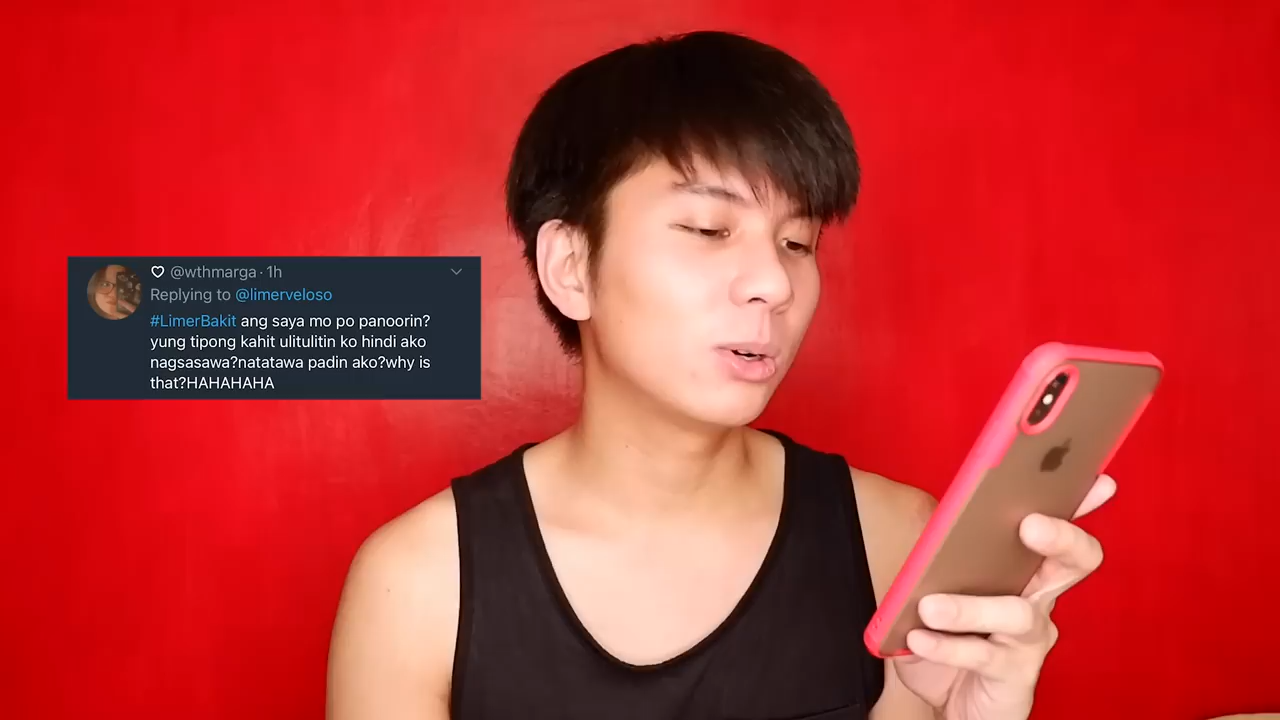 @wthmarga · 1h
Replying to @limerveloso
#LimerBakit ang saya mo po panoorin?
yung tipong kahit ulitulitin ko hindi ako
nagsasawa?natatawa padin ako?why is
that?HAHAHAHA